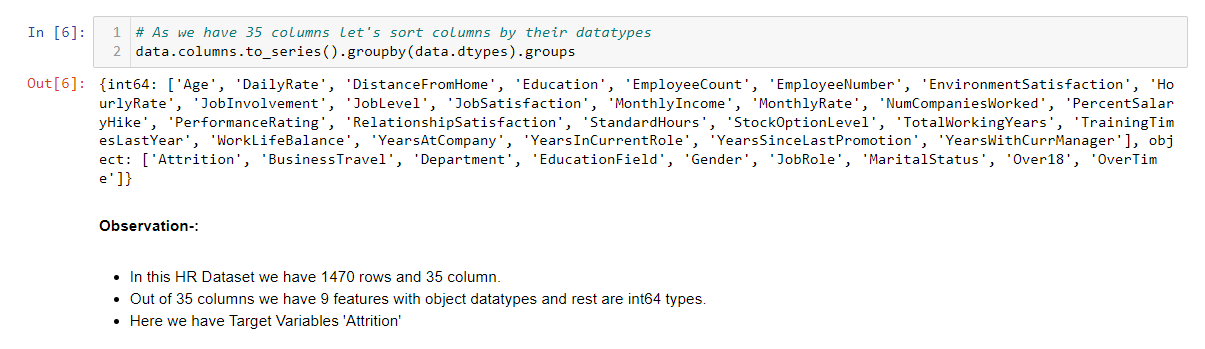 In [6]: 1 # As we have 35 columns let's sort columns by their datatypes
2 data.columns.to_series().groupby(data.dtypes).groups
Out[6]: {int64: ['Age', 'DailyRate', 'DistanceFromHome', 'Education', 'EmployeeCount', 'EmployeeNumber', 'EnvironmentSatisfaction', 'Ho
urlyRate', 'JobInvolvement', 'JobLevel', 'JobSatisfaction', 'MonthlyIncome', 'MonthlyRate', 'NumCompaniesWorked', 'PercentSalar
yHike', 'PerformanceRating', 'RelationshipSatisfaction', 'StandardHours', 'StockOptionLevel', 'TotalWorkingYears', 'TrainingTim
esLastYear', 'WorkLifeBalance', 'YearsAtCompany', 'YearsInCurrentRole', 'YearsSinceLastPromotion', 'YearsWithCurrManager'], obj
ect: ['Attrition', 'BusinessTravel', 'Department', 'EducationField', 'Gender', 'JobRole', 'MaritalStatus', 'Over18', 'OverTim
e']}
Observation-:
• In this HR Dataset we have 1470 rows and 35 column.
• Out of 35 columns we have 9 features with object datatypes and rest are int64 types.
• Here we have Target Variables 'Attrition'